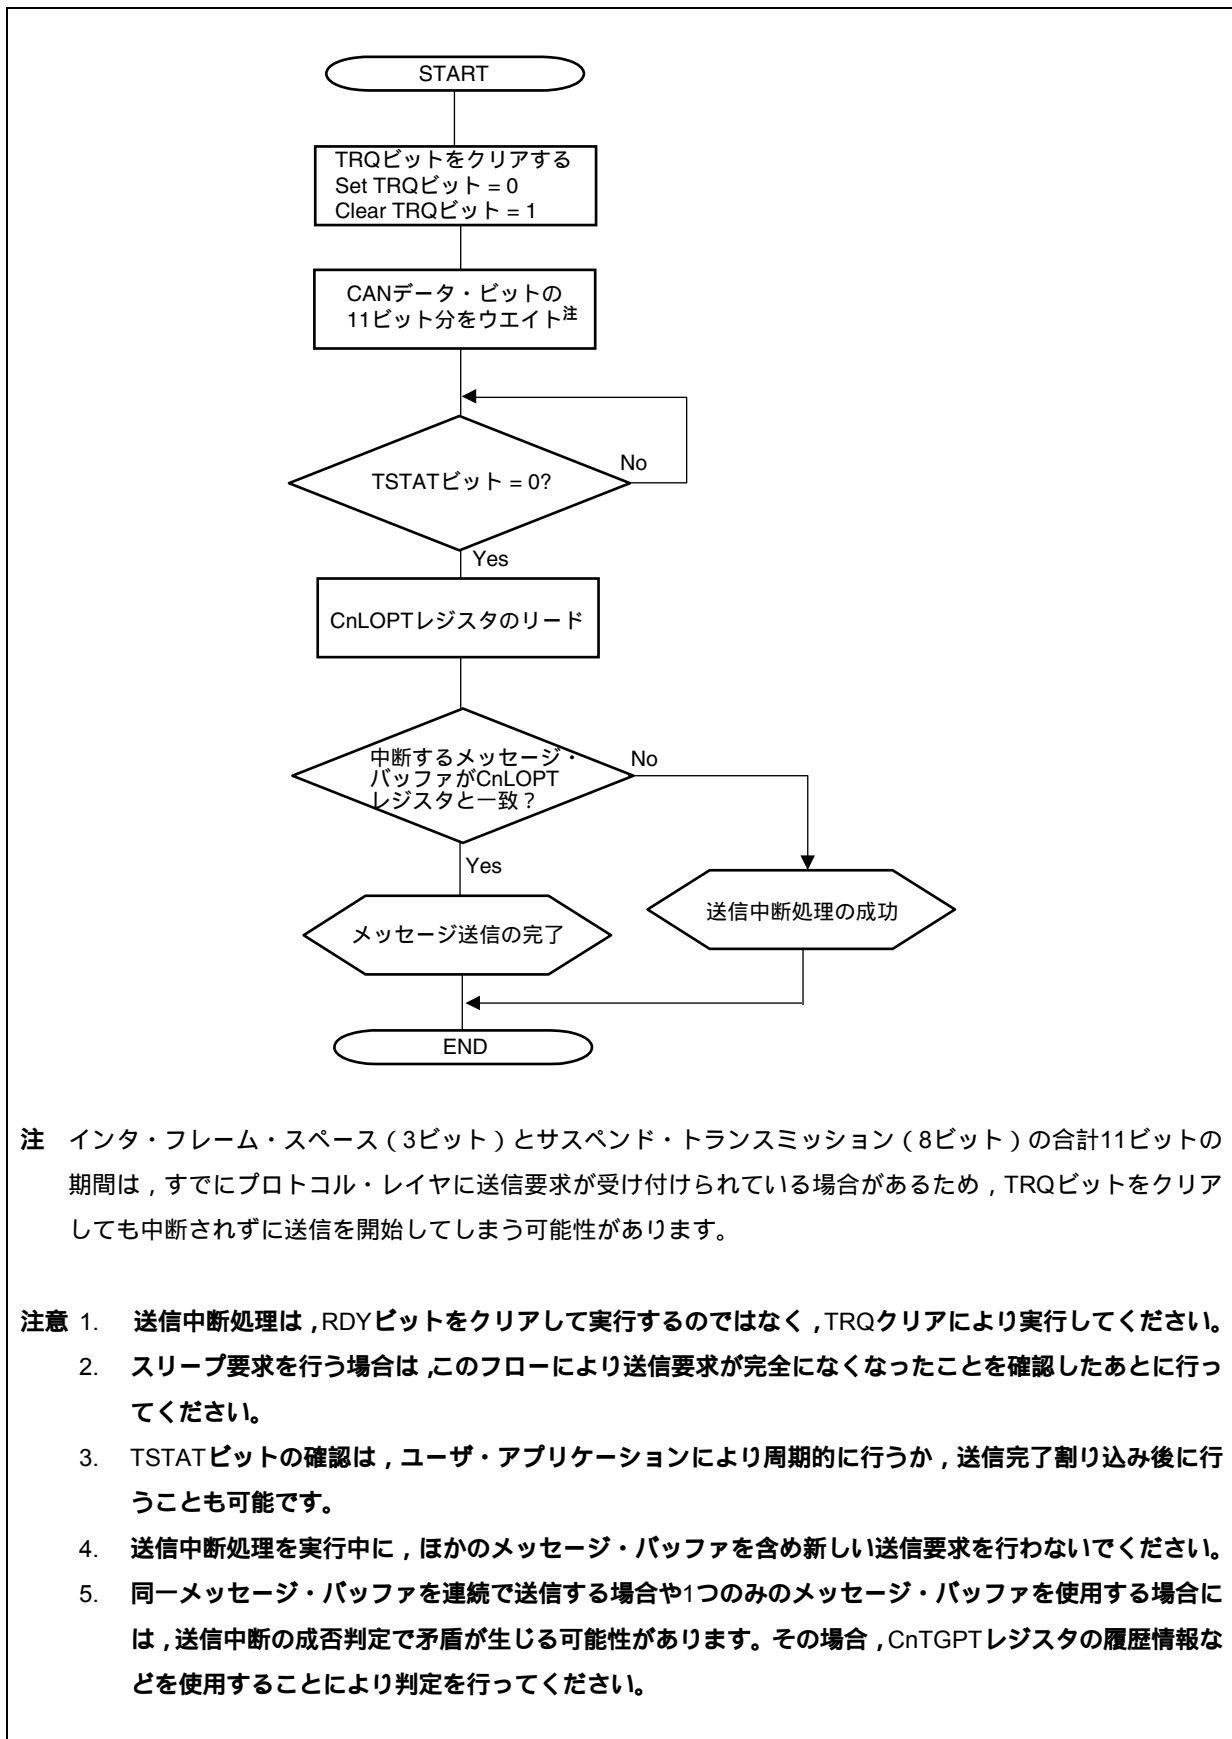 START
TRQビットをクリアする
Set TRQビット = 0
Clear TRQビット = 1
CANデータ・ビットの
11ビット分をウエイト注
TSTATビット = 0?
No
Yes
CnLOPTレジスタのリード
中断するメッセージ・
バッファがCnLOPT
レジスタと一致？
No
Yes
送信中断処理の成功
メッセージ送信の完了
END
注 インタ・フレーム・スペース（3ビット）とサスペンド・トランスミッション（8ビット）の合計11ビットの
期間は，すでにプロトコル・レイヤに送信要求が受け付けられている場合があるため，TRQビットをクリア
しても中断されずに送信を開始してしまう可能性があります。
注意 1. 送信中断処理は，RDYビットをクリアして実行するのではなく，TRQクリアにより実行してください。
2. スリープ要求を行う場合は，このフローにより送信要求が完全になくなったことを確認したあとに行っ
てください。
3. TSTATビットの確認は，ユーザ・アプリケーションにより周期的に行うか，送信完了割り込み後に行
うことも可能です。
4. 送信中断処理を実行中に，ほかのメッセージ・バッファを含め新しい送信要求を行わないでください。
5. 同一メッセージ・バッファを連続で送信する場合や1つのみのメッセージ・バッファを使用する場合に
は，送信中断の成否判定で矛盾が生じる可能性があります。その場合，CnTGPTレジスタの履歴情報な
どを使用することにより判定を行ってください。